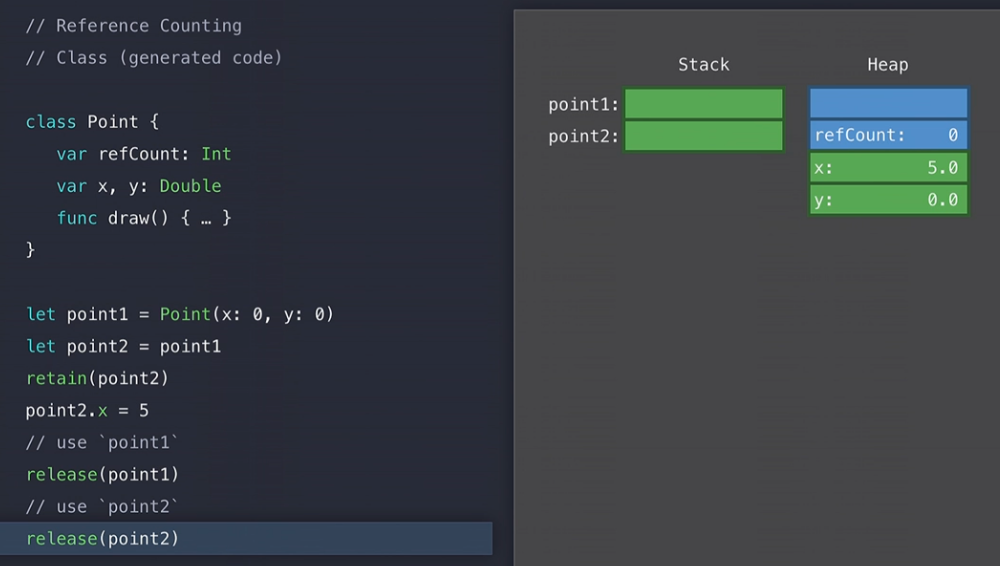 // Reference Counting
// Class (generated code)
class Point {
var refCount: Int
var x, y: Double
func draw() { … }
}
let point1 = Point(x: 0, y: 0)
let point2 = point1
retain(point2)
point2.x = 5
// use `point1`
release(point1)
// use `point2`
release(point2)
Stack
Heap
point1:
point2:
refCount: 0
x: 5.0
y: 0.0